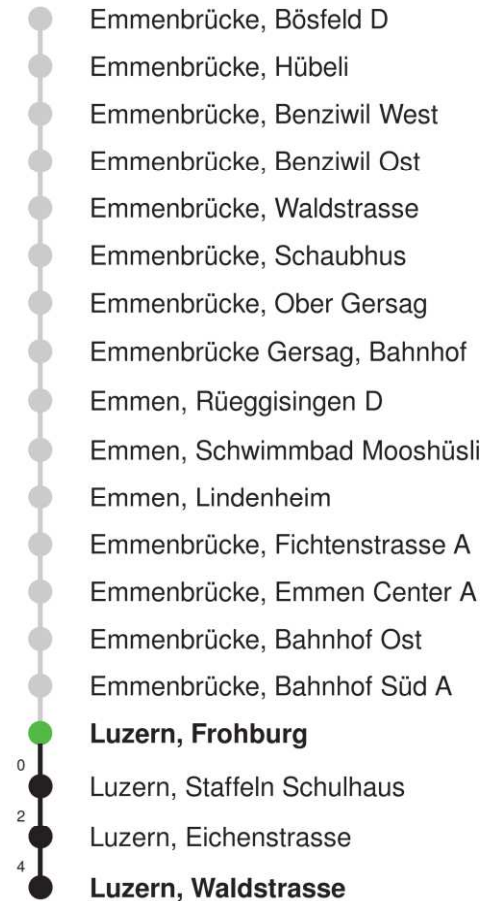 Emmenbrücke, Bösfeld D
Emmenbrücke, Hübeli
Emmenbrücke, Benziwil West
Emmenbrücke, Benziwil Ost
Emmenbrücke, Waldstrasse
Emmenbrücke, Schaubhus
Emmenbrücke, Ober Gersag
Emmenbrücke Gersag, Bahnhof
Emmen, Rüeggisingen D
Emmen, Schwimmbad Mooshüsli
Emmen, Lindenheim
Emmenbrücke, Fichtenstrasse A
Emmenbrücke, Emmen Center A
Emmenbrücke, Bahnhof Ost
Emmenbrücke, Bahnhof Süd A
Luzern, Frohburg
0
Luzern, Staffeln Schulhaus
2
Luzern, Eichenstrasse
4
Luzern, Waldstrasse